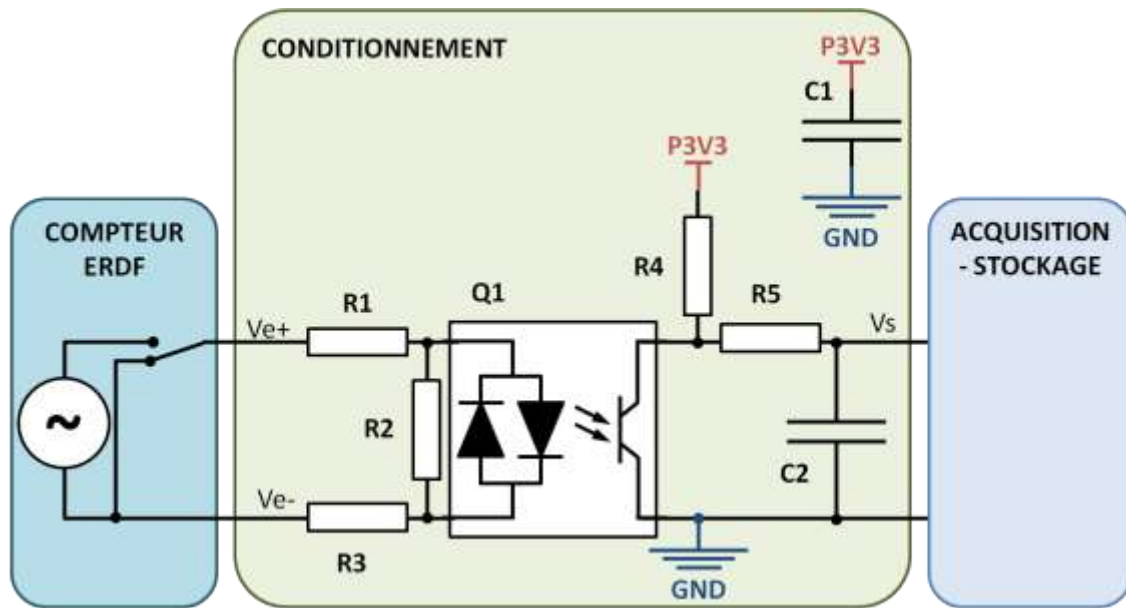 CONDITIONNEMENT
P3V3
C1
GND
P3V3
COMPTEUR
ERDF
ACQUISITION
- STOCKAGE
R4
R1
Q1
R5
Ve+
Vs
~
R2
C2
Ve-
R3
GND